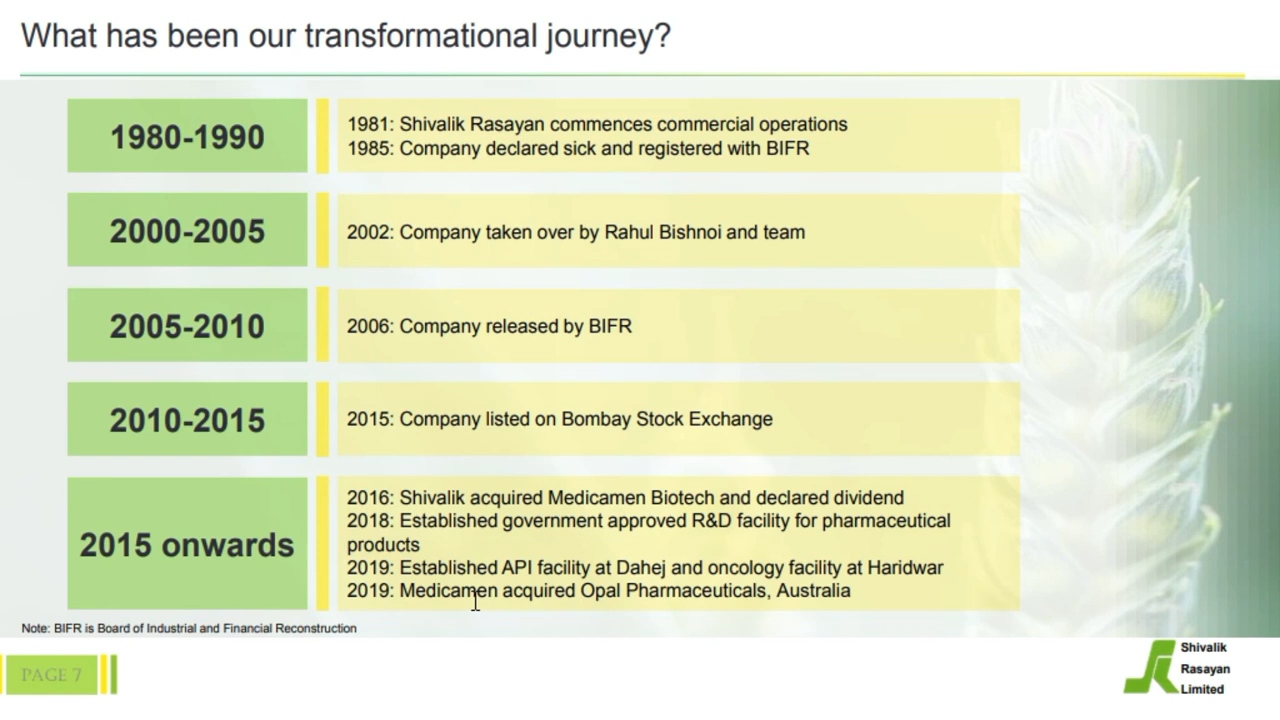 What has been our transformational journey?
1980-1990
1981: Shivalik Rasayan commences commercial operations
1985: Company declared sick and registered with BIFR
2000-2005
2002: Company taken over by Rahul Bishnoi and team
2005-2010
2006: Company released by BIFR
2010-2015
2015: Company listed on Bombay Stock Exchange
2015 onwards
2016: Shivalik acquired Medicamen Biotech and declared dividend
2018: Established government approved R&D facility for pharmaceutical
products
2019: Established API facility at Dahej and oncology facility at Haridwar
2019: Medicamen acquired Opal Pharmaceuticals, Australia
Note: BIFR is Board of Industrial and Financial Reconstruction
PAGE 7
Shivalik
Rasayan
Limited